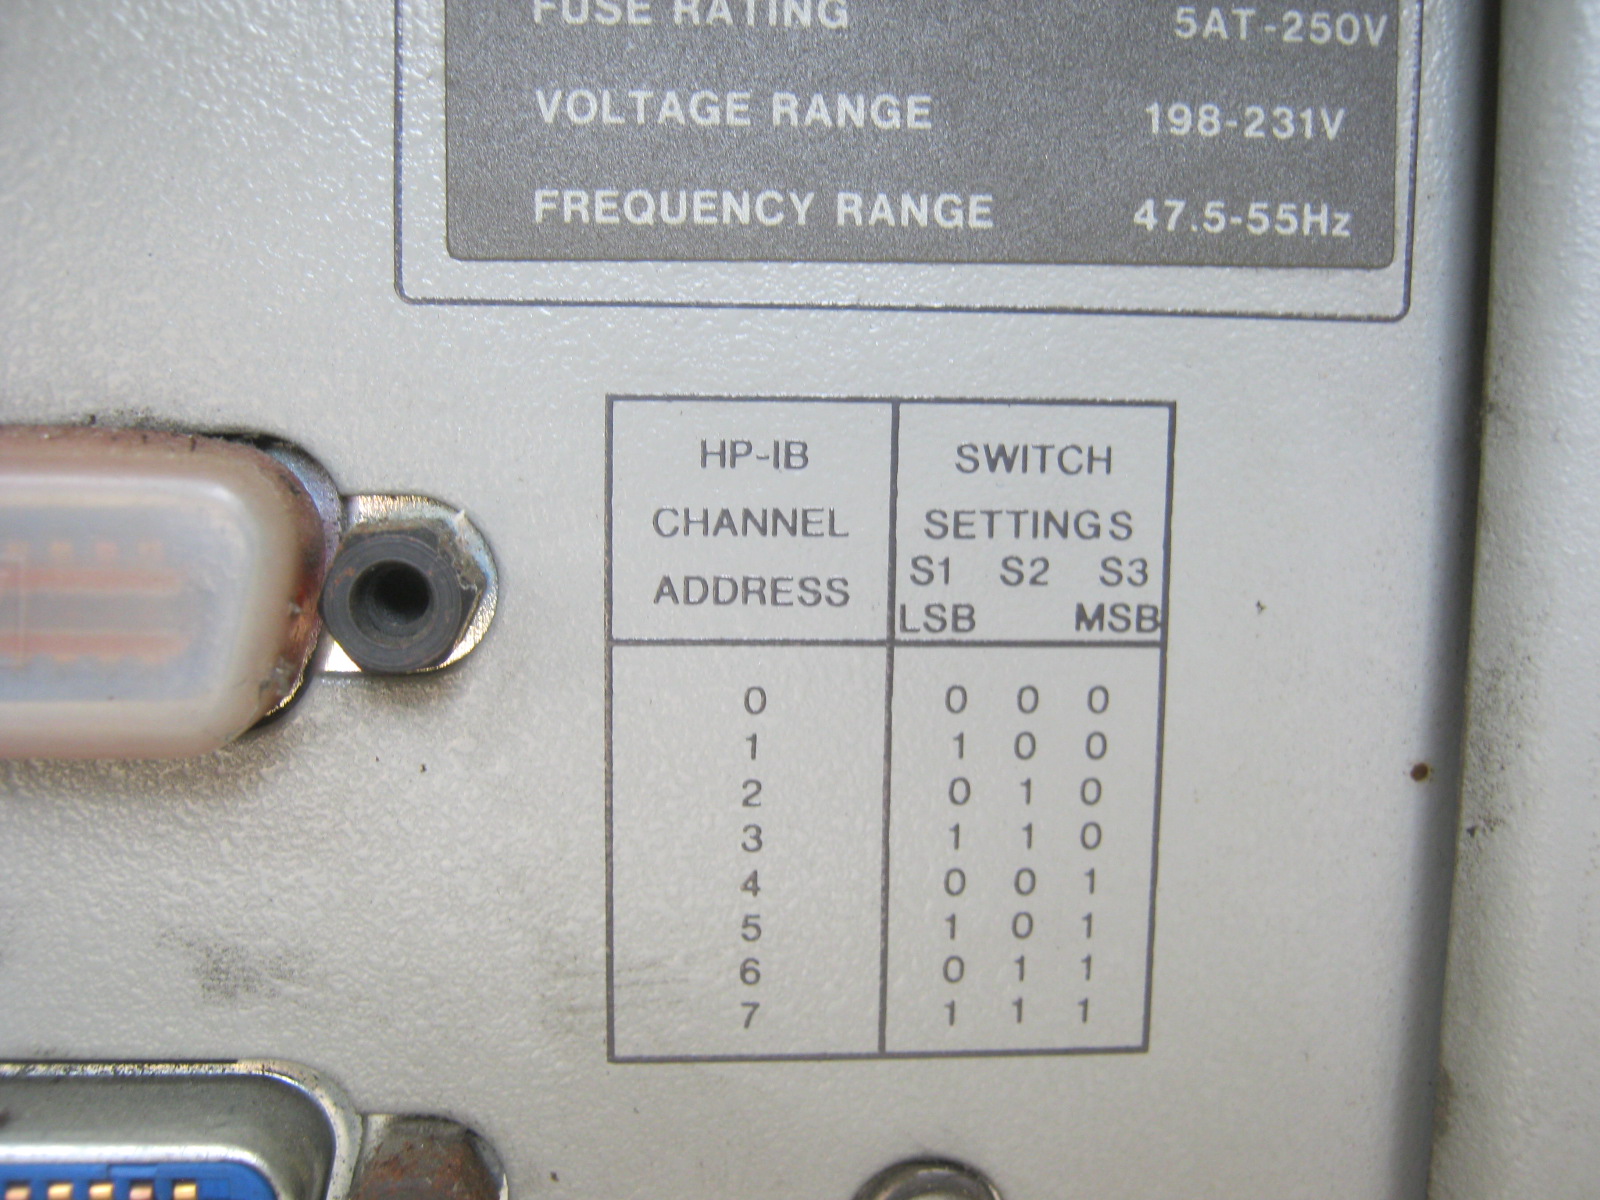 FUSE RATING 5AT-250V
VOLTAGE RANGE 198-231V
FREQUENCY RANGE 47.5-55Hz
HP-IB SWITCH
CHANNEL SETTINGS
ADDRESS S1 S2 S3
LSB MSB
0 0 0 0
1 1 0 0
2 0 1 0
3 1 1 0
4 0 0 1
5 1 0 1
6 0 1 1
7 1 1 1